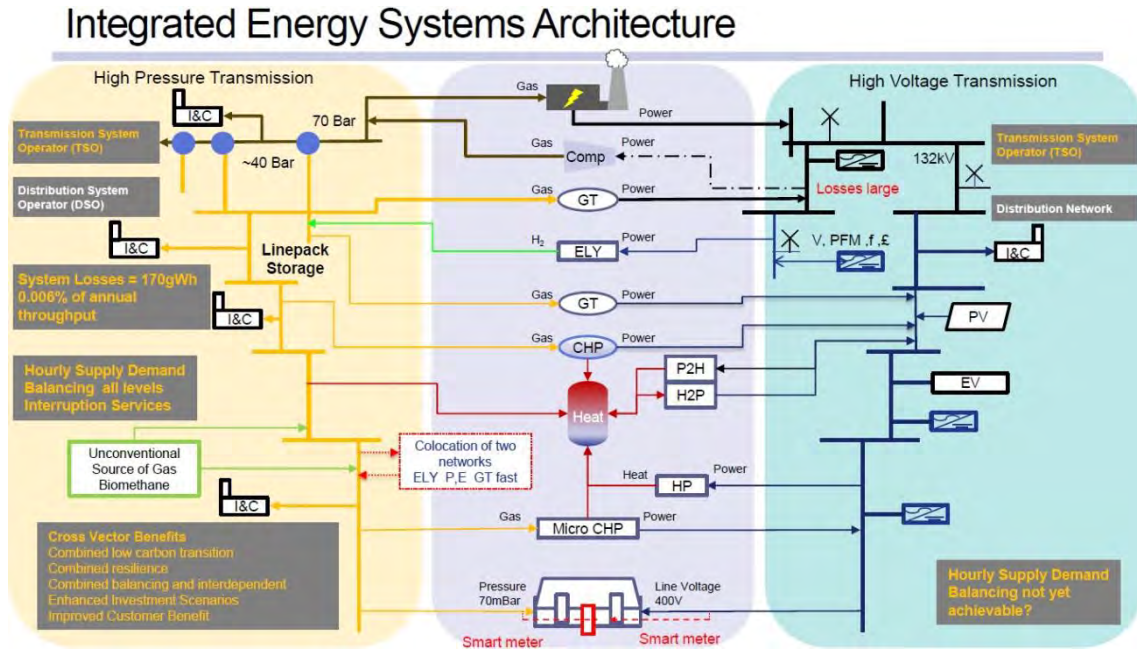 Integrated Energy Systems Architecture
High Pressure Transmission
I&C
70 Bar
Transmission System
Operator (TSO)
~40 Bar
Distribution System
Operator (DSO)
I&C
Linepack
Storage
System Losses = 170gWh
0.006% of annual
throughput
I&C
Hourly Supply Demand
Balancing all levels
Interruption Services
Unconventional
Source of Gas
Biomethane
Colocation of two
networks
ELY P,E GT fast
I&C
Cross Vector Benefits
Combined low carbon transition
Combined resilience
Combined balancing and interdependent
Enhanced Investment Scenarios
Improved Customer Benefit
Gas
Power
Gas
Comp
Power
Gas
GT
Power
H2
ELY
Power
Gas
GT
Power
Gas
CHP
Power
P2H
H2P
Heat
Heat
HP
Power
Gas
Micro CHP
Power
Pressure
70mBar
Line Voltage
400V
Smart meter
Smart meter
High Voltage Transmission
132kV
Transmission System
Operator (TSO)
Losses large
Distribution Network
V, PFM ,f ,£
I&C
PV
EV
Hourly Supply Demand
Balancing not yet
achievable?